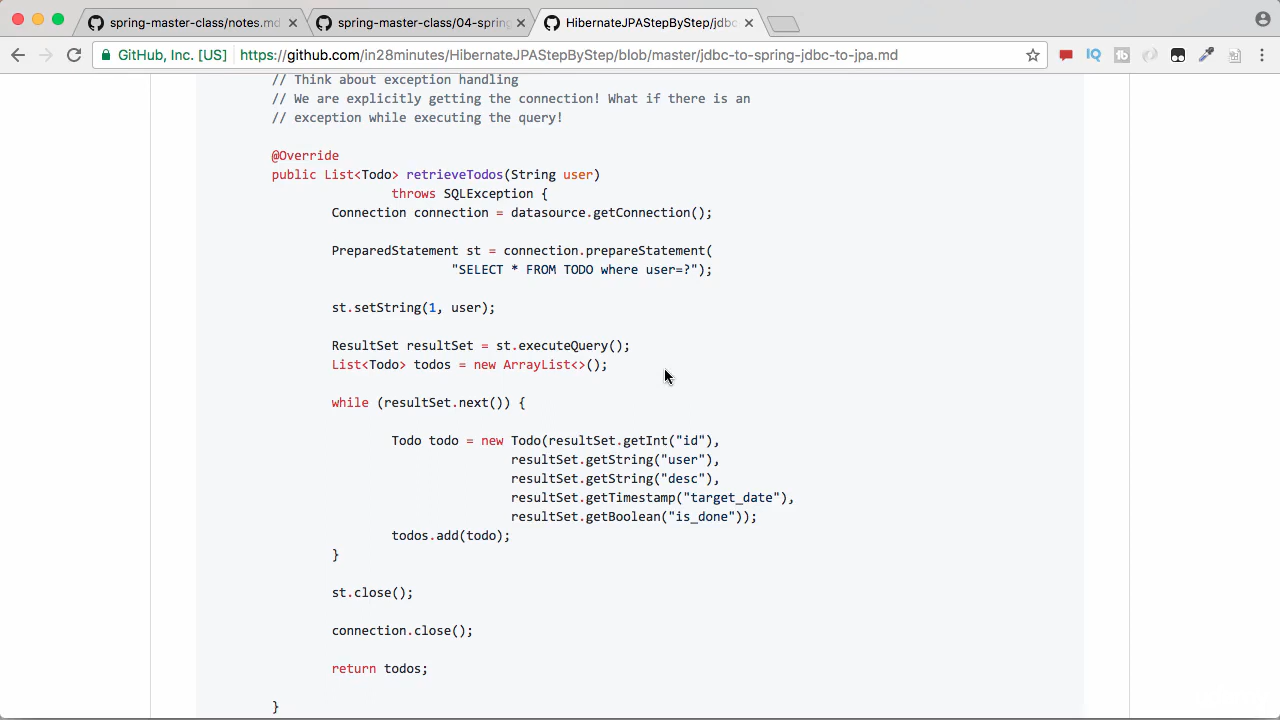 spring-master-class/notes.md
spring-master-class/04-spring
HibernateJPAStepByStep/jdbc
GitHub, Inc. [US]
https://github.com/in28minutes/HibernateJPAStepByStep/blob/master/jdbc-to-spring-jdbc-to-jpa.md
// Think about exception handling
// We are explicitly getting the connection! What if there is an
// exception while executing the query!
@Override
public List<Todo> retrieveTodos(String user)
throws SQLException {
Connection connection = datasource.getConnection();
PreparedStatement st = connection.prepareStatement(
"SELECT * FROM TODO where user=?");
st.setString(1, user);
ResultSet resultSet = st.executeQuery();
List<Todo> todos = new ArrayList<>();
while (resultSet.next()) {
Todo todo = new Todo(resultSet.getInt("id"),
resultSet.getString("user"),
resultSet.getString("desc"),
resultSet.getTimestamp("target_date"),
resultSet.getBoolean("is_done"));
todos.add(todo);
}
st.close();
connection.close();
return todos;
}